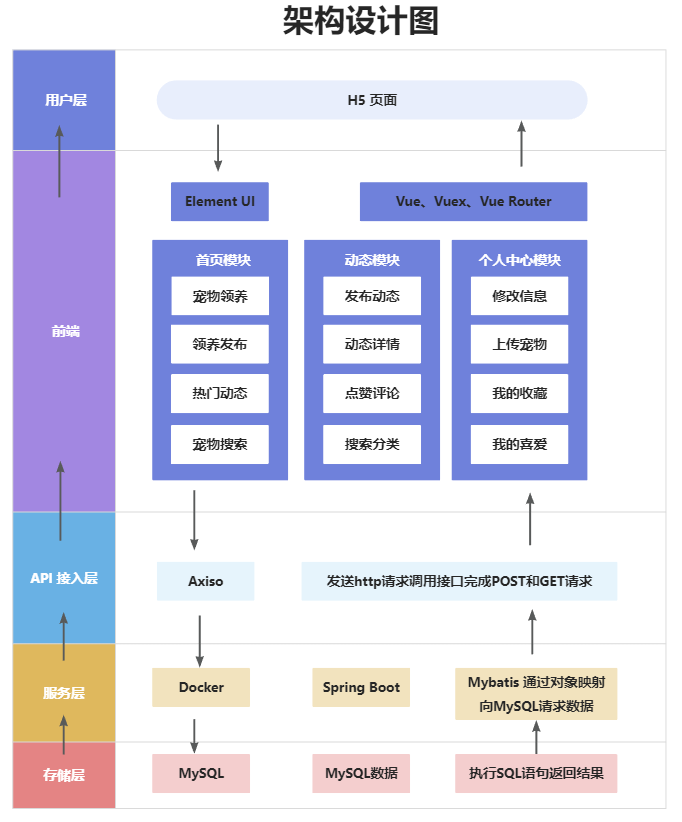 架构设计图
用户层
H5 页面
前端
Element UI
Vue、Vuex、Vue Router
首页模块
宠物领养
领养发布
热门动态
宠物搜索
动态模块
发布动态
动态详情
点赞评论
搜索分类
个人中心模块
修改信息
上传宠物
我的收藏
我的喜爱
API 接入层
Axiso
发送http请求调用接口完成POST和GET请求
服务层
Docker
Spring Boot
Mybatis 通过对象映射
向MySQL请求数据
存储层
MySQL
MySQL数据
执行SQL语句返回结果